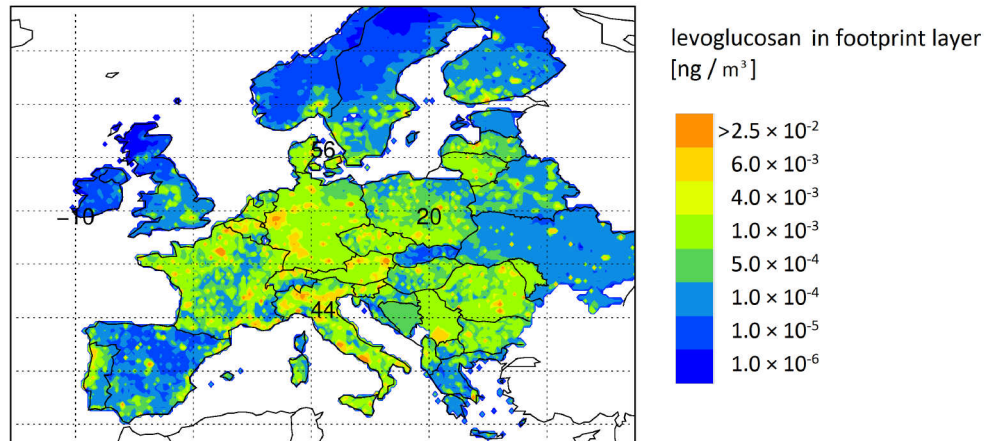 levoglucosan in footprint layer
[ng / m³]
56
−10
20
44
>2.5 × 10⁻²
6.0 × 10⁻³
4.0 × 10⁻³
1.0 × 10⁻³
5.0 × 10⁻⁴
1.0 × 10⁻⁴
1.0 × 10⁻⁵
1.0 × 10⁻⁶